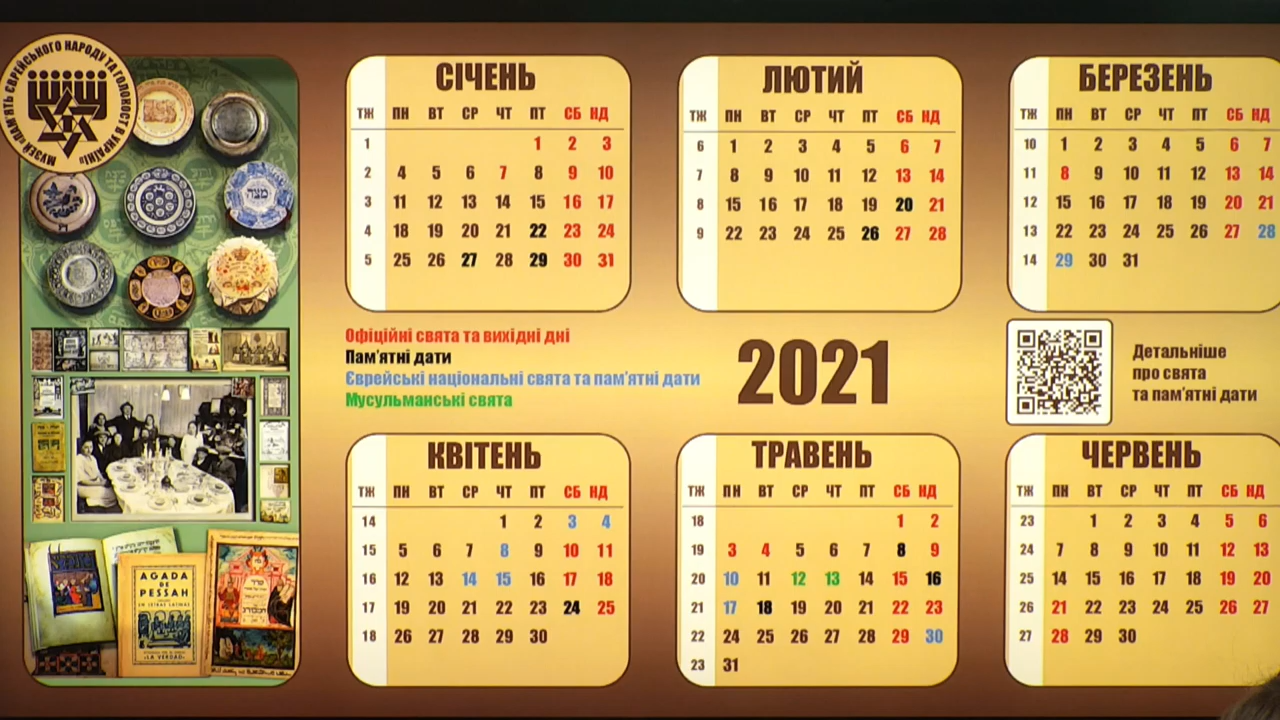 МУЗЕЙ «ПАМ'ЯТЬ ЄВРЕЙСЬКОГО НАРОДУ ТА ГОЛОКОСТ В УКРАЇНІ»
מצה
AGADA
DE
PESSAH
EN LETRAS LATINAS
"LA VERDAD"
СІЧЕНЬ
ТЖ ПН ВТ СР ЧТ ПТ СБ НД
1 1 2 3
2 4 5 6 7 8 9 10
3 11 12 13 14 15 16 17
4 18 19 20 21 22 23 24
5 25 26 27 28 29 30 31
ЛЮТИЙ
ТЖ ПН ВТ СР ЧТ ПТ СБ НД
6 1 2 3 4 5 6 7
7 8 9 10 11 12 13 14
8 15 16 17 18 19 20 21
9 22 23 24 25 26 27 28
БЕРЕЗЕНЬ
ТЖ ПН ВТ СР ЧТ ПТ СБ НД
10 1 2 3 4 5 6 7
11 8 9 10 11 12 13 14
12 15 16 17 18 19 20 21
13 22 23 24 25 26 27 28
14 29 30 31
Офіційні свята та вихідні дні
Пам'ятні дати
Єврейські національні свята та пам'ятні дати
Мусульманські свята
2021
Детальніше
про свята
та пам'ятні дати
КВІТЕНЬ
ТЖ ПН ВТ СР ЧТ ПТ СБ НД
14 1 2 3 4
15 5 6 7 8 9 10 11
16 12 13 14 15 16 17 18
17 19 20 21 22 23 24 25
18 26 27 28 29 30
ТРАВЕНЬ
ТЖ ПН ВТ СР ЧТ ПТ СБ НД
18 1 2
19 3 4 5 6 7 8 9
20 10 11 12 13 14 15 16
21 17 18 19 20 21 22 23
22 24 25 26 27 28 29 30
23 31
ЧЕРВЕНЬ
ТЖ ПН ВТ СР ЧТ ПТ СБ НД
23 1 2 3 4 5 6
24 7 8 9 10 11 12 13
25 14 15 16 17 18 19 20
26 21 22 23 24 25 26 27
27 28 29 30